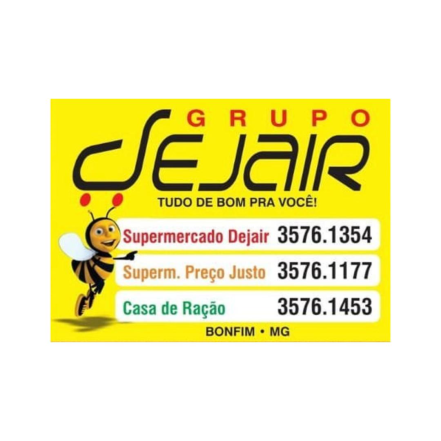 GRUPO
DEJAIR
TUDO DE BOM PRA VOCÊ!
Supermercado Dejair 3576.1354
Superm. Preço Justo 3576.1177
Casa de Ração 3576.1453
BONFIM • MG